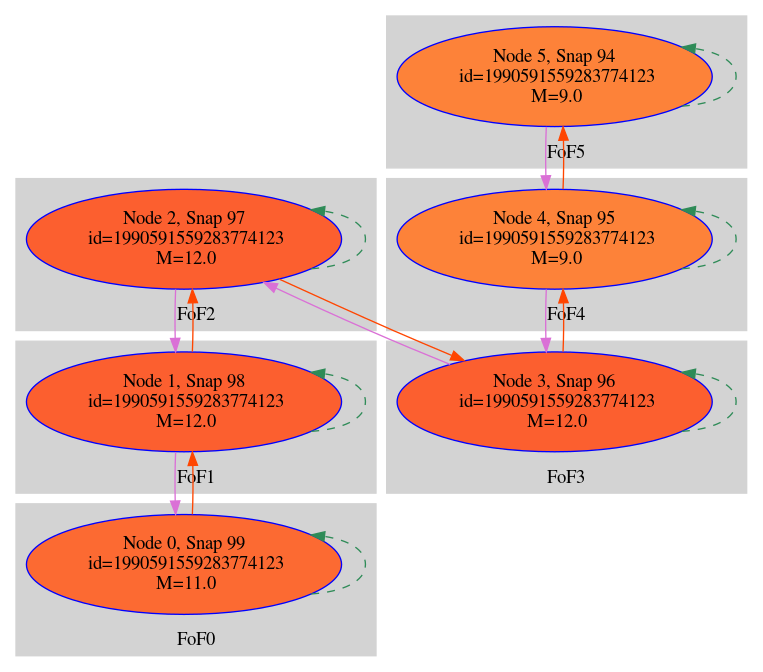 Node 5, Snap 94
id=1990591559283774123
M=9.0
FoF5
Node 2, Snap 97
id=1990591559283774123
M=12.0
FoF2
Node 4, Snap 95
id=1990591559283774123
M=9.0
FoF4
Node 1, Snap 98
id=1990591559283774123
M=12.0
FoF1
Node 3, Snap 96
id=1990591559283774123
M=12.0
FoF3
Node 0, Snap 99
id=1990591559283774123
M=11.0
FoF0